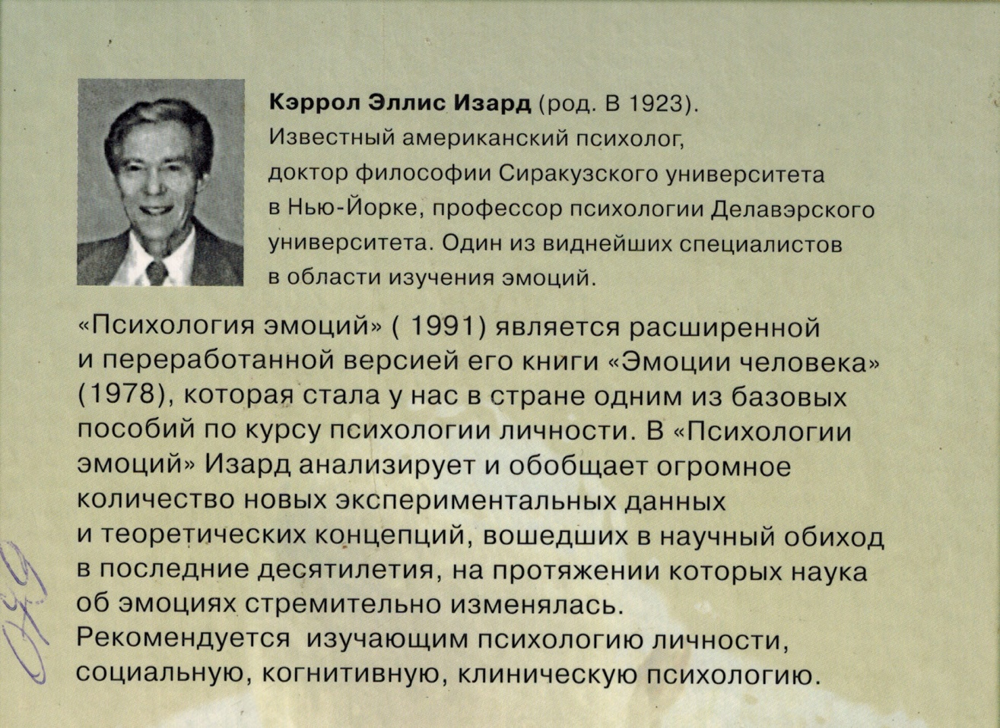 Кэррол Эллис Изард (род. В 1923).
Известный американский психолог,
доктор философии Сиракузского университета
в Нью-Йорке, профессор психологии Делавэрского
университета. Один из виднейших специалистов
в области изучения эмоций.
«Психология эмоций» ( 1991) является расширенной
и переработанной версией его книги «Эмоции человека»
(1978), которая стала у нас в стране одним из базовых
пособий по курсу психологии личности. В «Психологии
эмоций» Изард анализирует и обобщает огромное
количество новых экспериментальных данных
и теоретических концепций, вошедших в научный обиход
в последние десятилетия, на протяжении которых наука
об эмоциях стремительно изменялась.
Рекомендуется  изучающим психологию личности,
социальную, когнитивную, клиническую психологию.